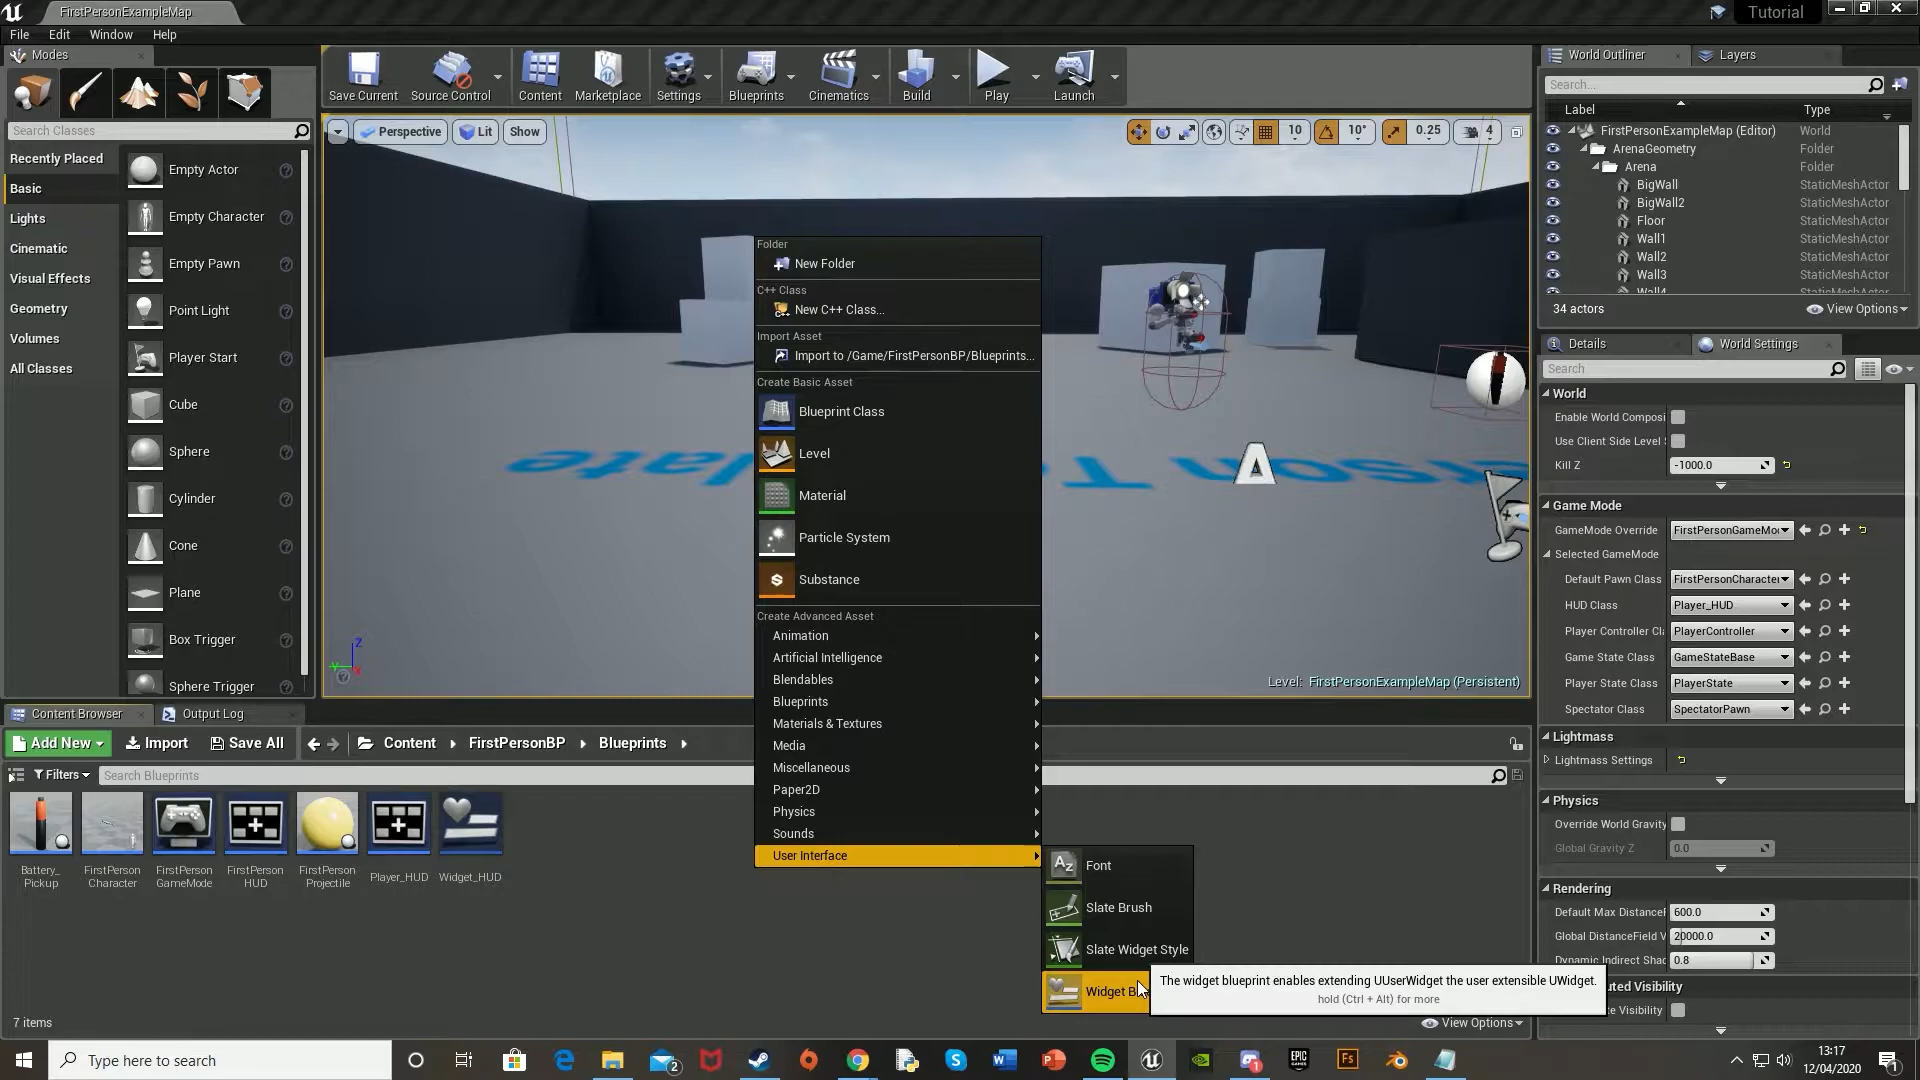 FirstPersonExampleMap
Tutorial
File Edit Window Help
Modes
Search Classes
Recently Placed
Basic
Lights
Cinematic
Visual Effects
Geometry
Volumes
All Classes
Empty Actor
Empty Character
Empty Pawn
Point Light
Player Start
Cube
Sphere
Cylinder
Cone
Plane
Box Trigger
Sphere Trigger
Save Current Source Control Content Marketplace Settings Blueprints Cinematics Build Play Launch
Perspective Lit Show
10 10° 0.25 4
Folder
New Folder
C++ Class
New C++ Class...
Import Asset
Import to /Game/FirstPersonBP/Blueprints...
Create Basic Asset
Blueprint Class
Level
Material
Particle System
Substance
Create Advanced Asset
Animation
Artificial Intelligence
Blendables
Blueprints
Materials & Textures
Media
Miscellaneous
Paper2D
Physics
Sounds
User Interface
Font
Slate Brush
Slate Widget Style
Widget B
The widget blueprint enables extending UUserWidget the user extensible UWidget.
hold (Ctrl + Alt) for more
Level: FirstPersonExampleMap (Persistent)
World Outliner Layers
Search...
Label Type
FirstPersonExampleMap (Editor) World
ArenaGeometry Folder
Arena Folder
BigWall StaticMeshActor
BigWall2 StaticMeshActor
Floor StaticMeshActor
Wall1 StaticMeshActor
Wall2 StaticMeshActor
Wall3 StaticMeshActor
Wall4 StaticMeshActor
34 actors View Options
Details World Settings
Search
World
Enable World Composi
Use Client Side Level
Kill Z -1000.0
Game Mode
GameMode Override FirstPersonGameMo
Selected GameMode
Default Pawn Class FirstPersonCharacter
HUD Class Player_HUD
Player Controller Cl PlayerController
Game State Class GameStateBase
Player State Class PlayerState
Spectator Class SpectatorPawn
Lightmass
Lightmass Settings
Physics
Override World Gravity
Global Gravity Z 0.0
Rendering
Default Max DistanceF 600.0
Global DistanceField V 20000.0
Dynamic Indirect Shad 0.8
uted Visibility
te Visibility
Content Browser Output Log
Add New Import Save All Content FirstPersonBP Blueprints
Filters Search Blueprints
Battery_
Pickup
FirstPerson
Character
FirstPerson
GameMode
FirstPerson
HUD
FirstPerson
Projectile
Player_HUD
Widget_HUD
7 items
View Options
Type here to search
2
1
EPIC
GAMES
Fs
13:17
12/04/2020
1